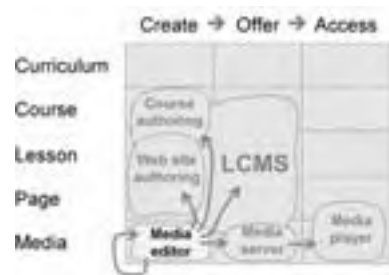 Create → Offer → Access
Curriculum
Course
Course authoring
Lesson
Web site authoring
LCMS
Page
Media
Media editor
Media server
Media player